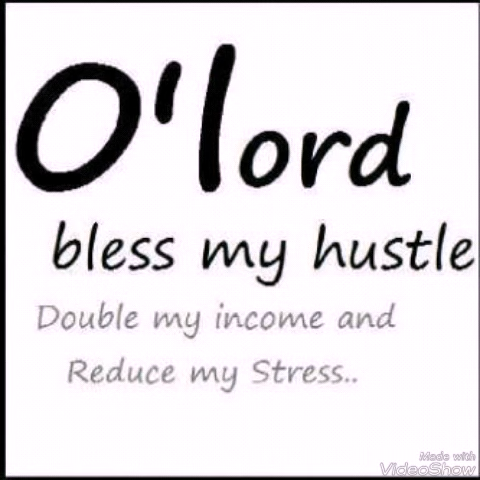 O'lord
bless my hustle
Double my income and
Reduce my Stress..
Made with
VideoShow